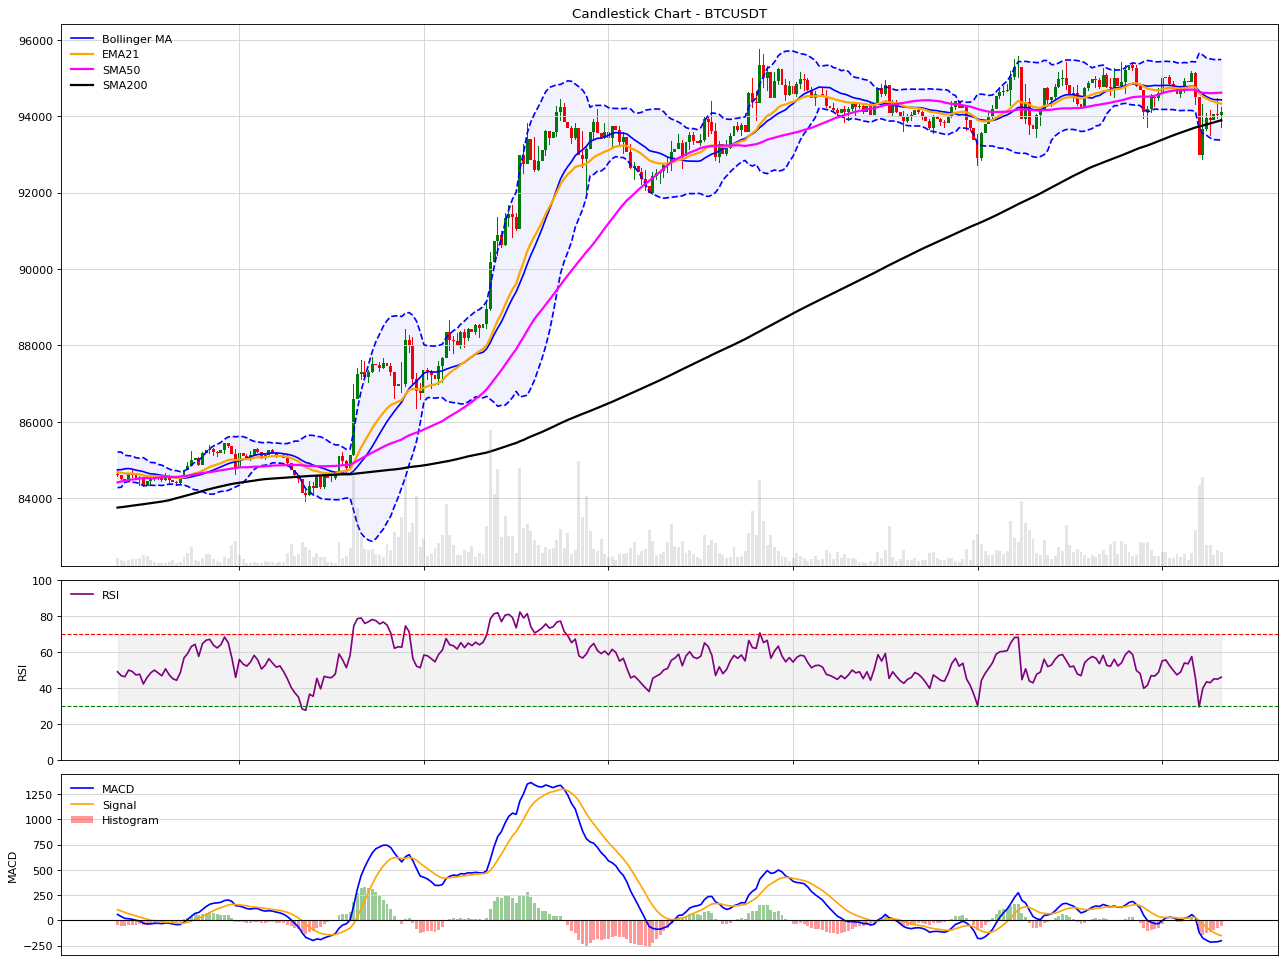 Candlestick Chart - BTCUSDT
Bollinger MA
EMA21
SMA50
SMA200
96000
94000
92000
90000
88000
86000
84000
RSI
100
80
60
40
20
0
RSI
MACD
Signal
Histogram
1250
1000
750
500
250
0
−250
MACD